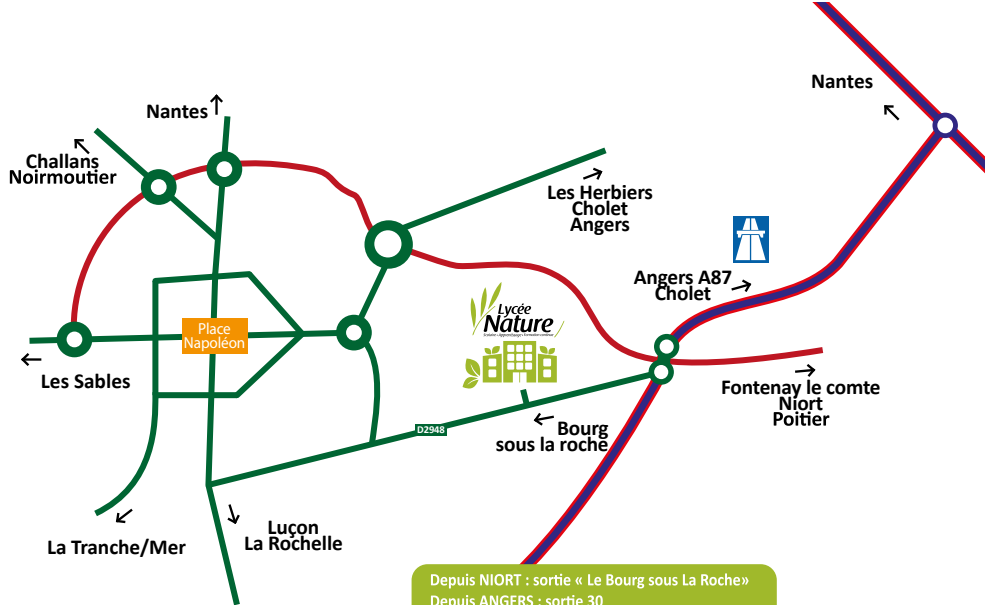 Nantes
Nantes
Challans
Noirmoutier
Les Herbiers
Cholet
Angers
Angers A87
Cholet
Lycée
Nature
Place
Napoléon
Les Sables
Fontenay le comte
Niort
Poitier
D2948
Bourg
sous la roche
Luçon
La Rochelle
La Tranche/Mer
Depuis NIORT : sortie « Le Bourg sous La Roche»
Depuis ANGERS : sortie 30